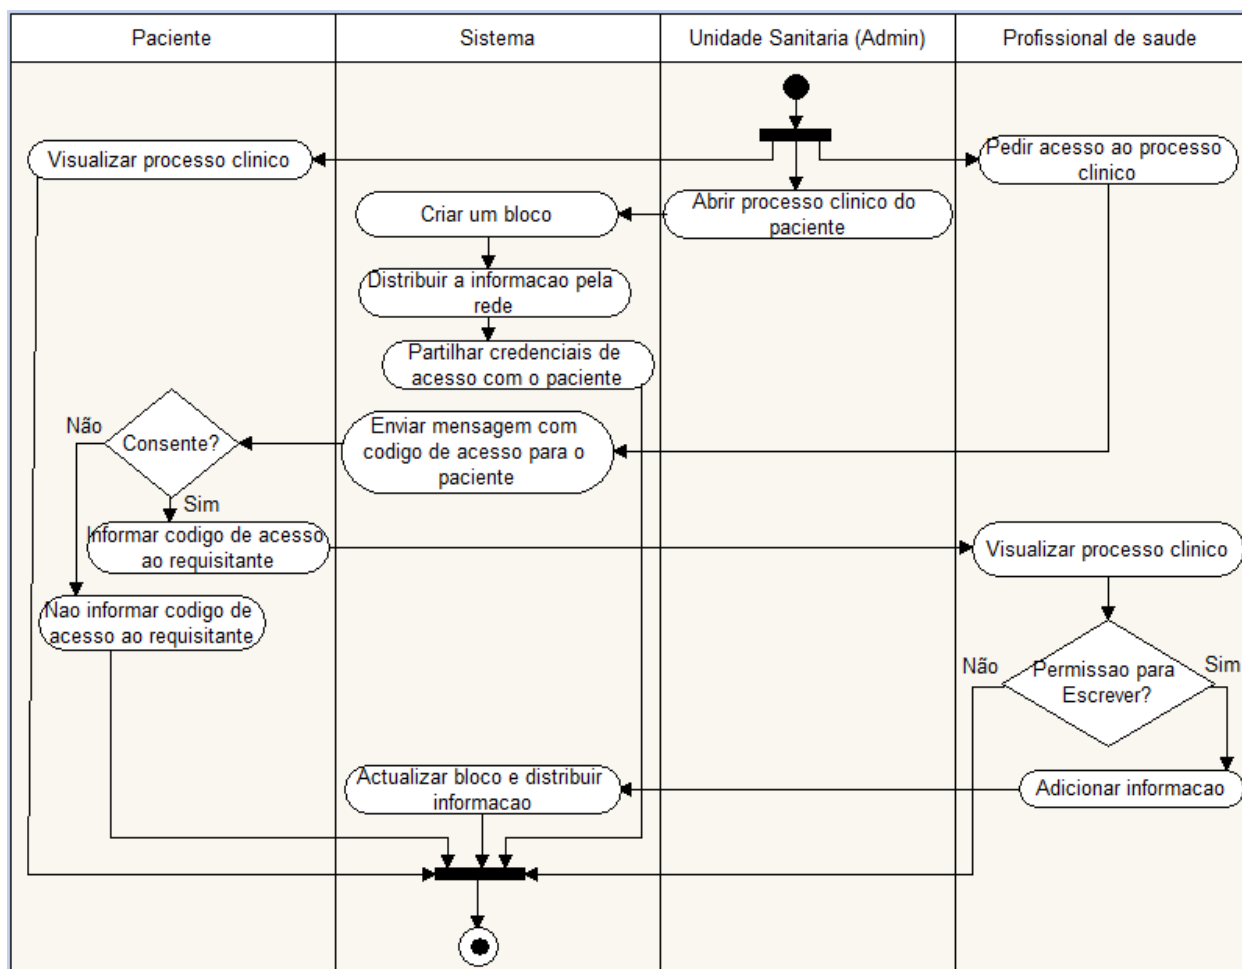 Paciente
Sistema
Unidade Sanitaria (Admin)
Profissional de saude
Visualizar processo clinico
Pedir acesso ao processo
clinico
Criar um bloco
Abrir processo clinico do
paciente
Distribuir a informacao pela
rede
Partilhar credenciais de
acesso com o paciente
Não
Consente?
Enviar mensagem com
codigo de acesso para o
paciente
Sim
Informar codigo de acesso
ao requisitante
Visualizar processo clinico
Nao informar codigo de
acesso ao requisitante
Não
Permissao para
Escrever?
Sim
Actualizar bloco e distribuir
informacao
Adicionar informacao